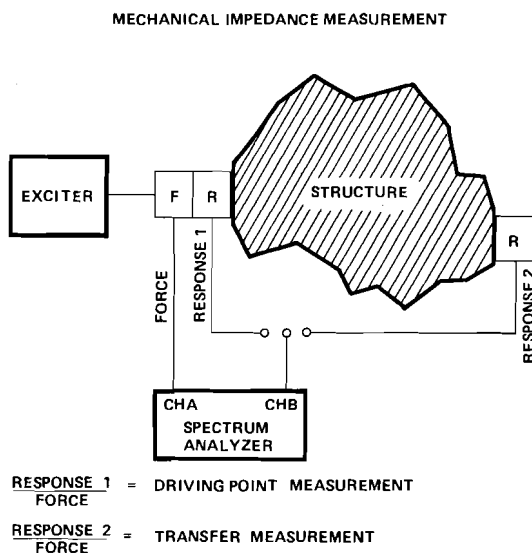 MECHANICAL IMPEDANCE MEASUREMENT
EXCITER
F
R
STRUCTURE
R
FORCE
RESPONSE 1
RESPONSE 2
CHA
CHB
SPECTRUM
ANALYZER
RESPONSE 1
FORCE
= DRIVING POINT MEASUREMENT
RESPONSE 2
FORCE
= TRANSFER MEASUREMENT